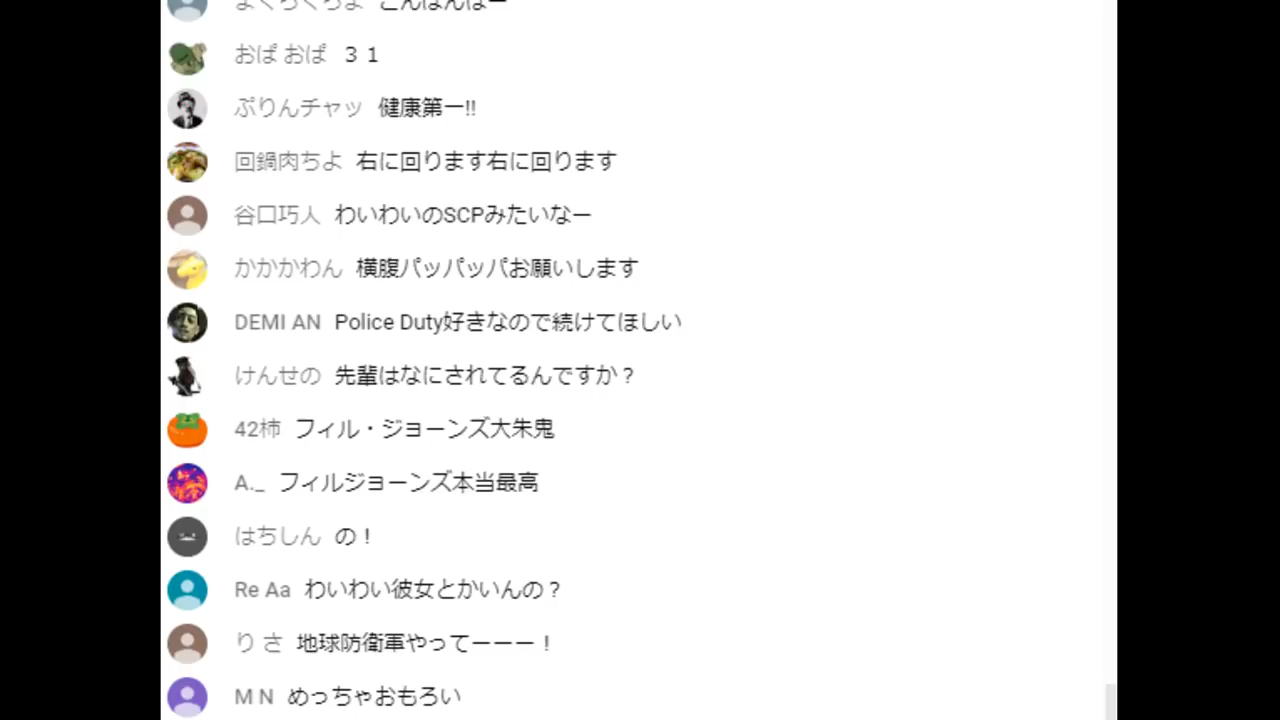 こんばんはー
おぱ おぱ ３１
ぷりんチャッ 健康第一!!
回鍋肉ちよ 右に回ります右に回ります
谷口巧人 わいわいのSCPみたいなー
かかかわん 横腹パッパッパお願いします
DEMI AN Police Duty好きなので続けてほしい
けんせの 先輩はなにされてるんですか？
42柿 フィル・ジョーンズ大朱鬼
A._ フィルジョーンズ本当最高
はちしん の！
Re Aa わいわい彼女とかいんの？
り さ 地球防衛軍やってーーー！
M N めっちゃおもろい